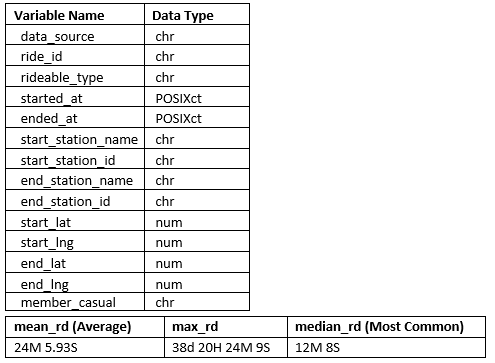 Variable Name Data Type
data_source chr
ride_id chr
rideable_type chr
started_at POSIXct
ended_at POSIXct
start_station_name chr
start_station_id chr
end_station_name chr
end_station_id chr
start_lat num
start_lng num
end_lat num
end_lng num
member_casual chr
mean_rd (Average) max_rd median_rd (Most Common)
24M 5.93S 38d 20H 24M 9S 12M 8S